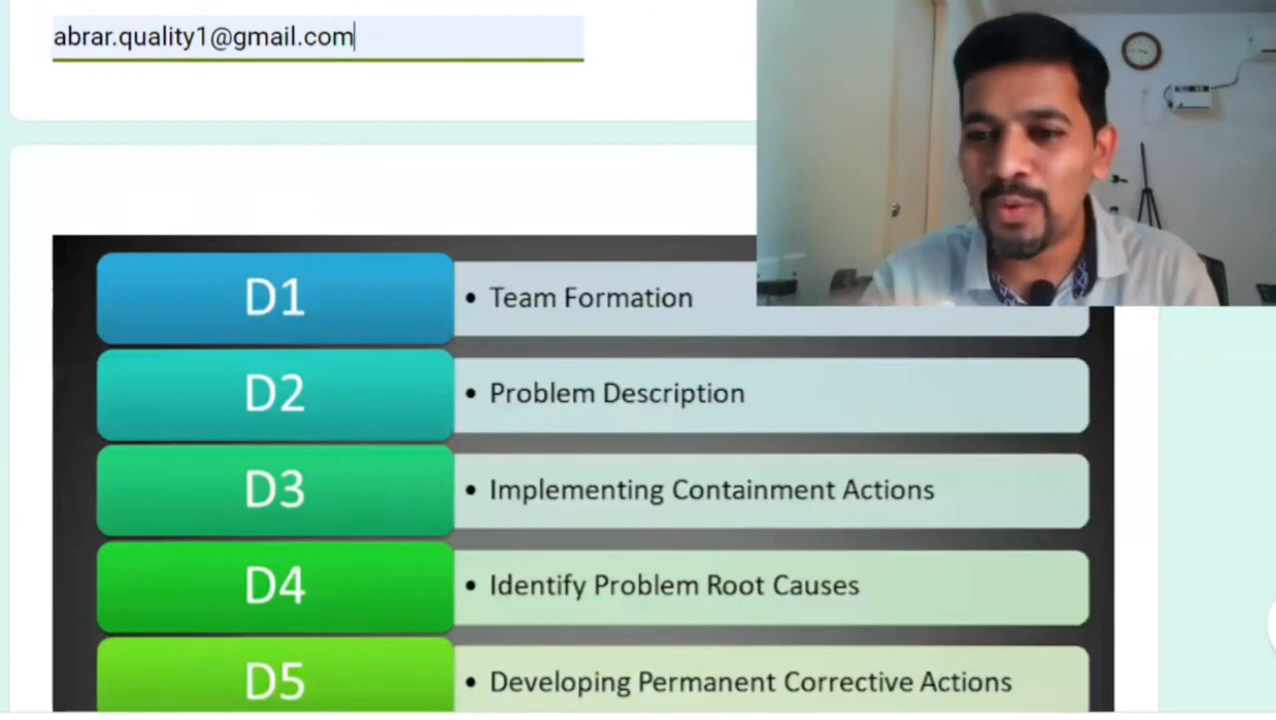 abrar.quality1@gmail.com
D1
• Team Formation
D2
• Problem Description
D3
• Implementing Containment Actions
D4
• Identify Problem Root Causes
D5
• Developing Permanent Corrective Actions